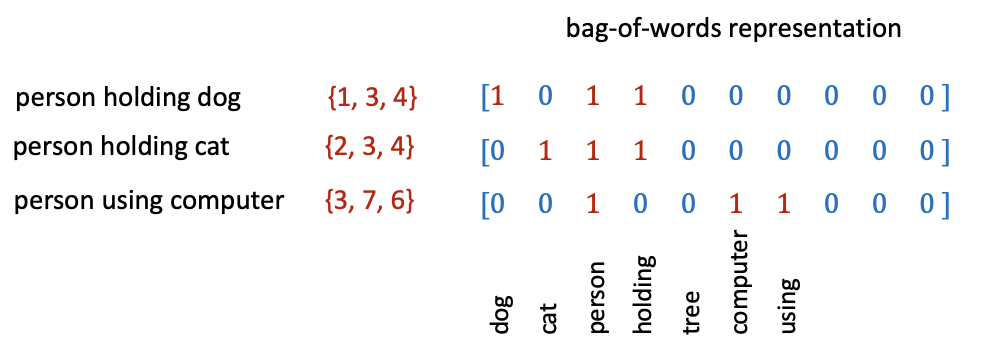 bag-of-words representation
person holding dog {1, 3, 4} [1 0 1 1 0 0 0 0 0 0]
person holding cat {2, 3, 4} [0 1 1 1 0 0 0 0 0 0]
person using computer {3, 7, 6} [0 0 1 0 0 1 1 0 0 0]
dog cat person holding tree computer using